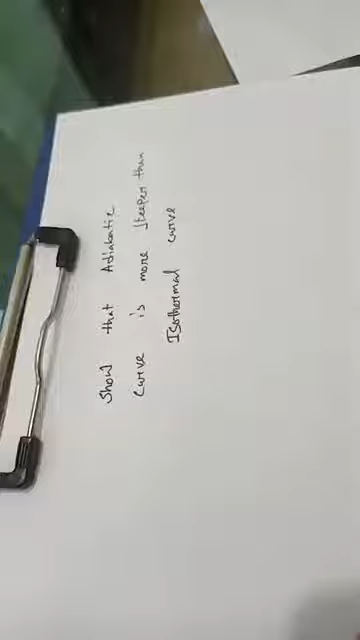 Show that Adiabatic
curve is more steeper than
Isothermal curve